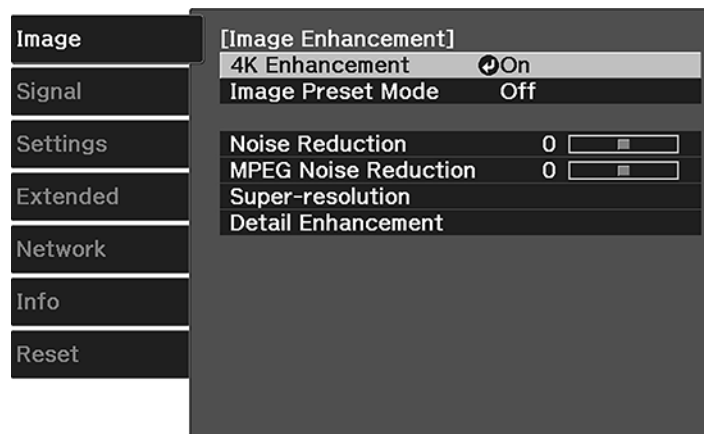 Image
Signal
Settings
Extended
Network
Info
Reset
[Image Enhancement]
4K Enhancement On
Image Preset Mode Off
Noise Reduction 0
MPEG Noise Reduction 0
Super-resolution
Detail Enhancement